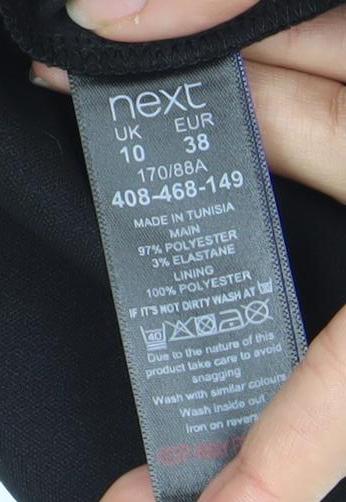 next
UK EUR
10 38
170/88A
408-468-149
MADE IN TUNISIA
MAIN
97% POLYESTER
3% ELASTANE
LINING
100% POLYESTER
IF IT'S NOT DIRTY WASH AT
40
Due to the nature of this
product take care to avoid
snagging
Wash with similar colours
Wash inside out
Iron on revers